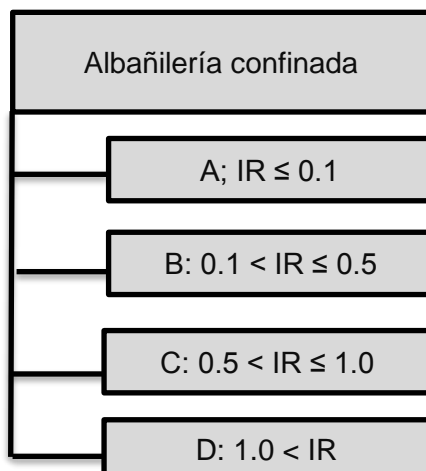 Albañilería confinada
A; IR ≤ 0.1
B: 0.1 < IR ≤ 0.5
C: 0.5 < IR ≤ 1.0
D: 1.0 < IR